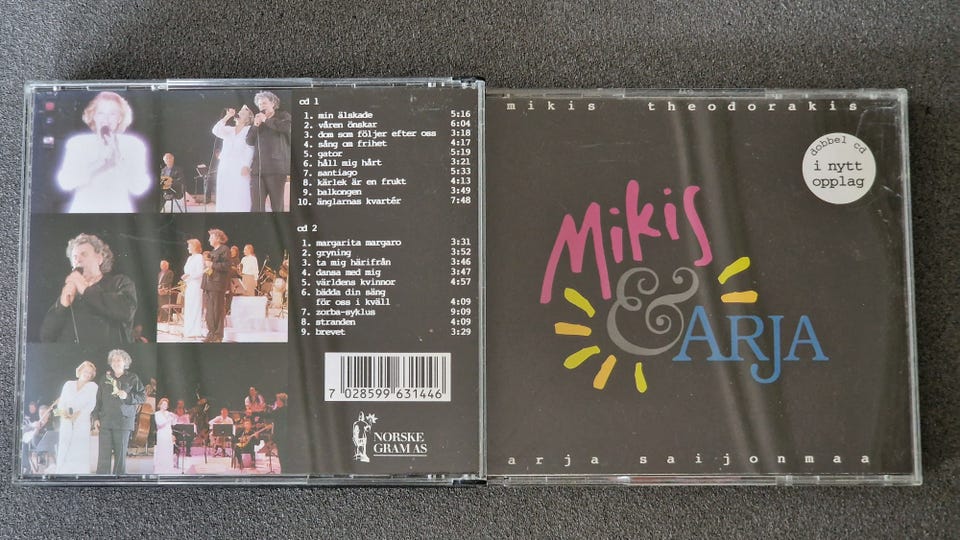 cd 1
1. min älskade 5:16
2. våren önskar 6:04
3. dom som följer efter oss 3:18
4. sång om frihet 4:17
5. gator 5:19
6. håll mig hårt 3:21
7. santiago 5:33
8. kärlek är en frukt 4:13
9. balkongen 3:49
10. änglarnas kvartér 7:48
cd 2
1. margarita margaro 3:31
2. gryning 3:52
3. ta mig härifrån 3:46
4. dansa med mig 3:47
5. världens kvinnor 4:57
6. bädda din säng
för oss i kväll 4:09
7. zorba-syklus 9:09
8. stranden 4:09
9. brevet 3:29
7 028599 631446
NORSKE
GRAM AS
mikis theodorakis
dobbel cd
i nytt
opplag
Mikis
&
ARJA
arja saijonmaa